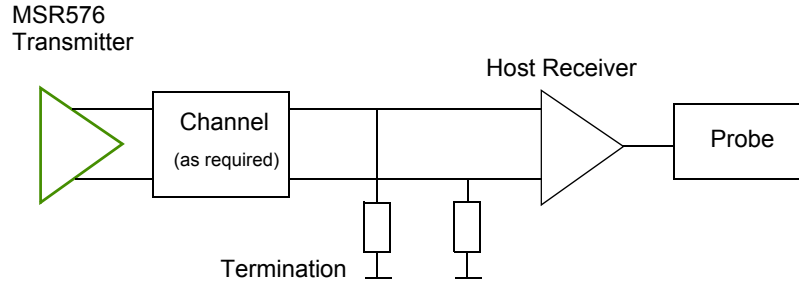 MSR576
Transmitter
Host Receiver
Channel
(as required)
Probe
Termination